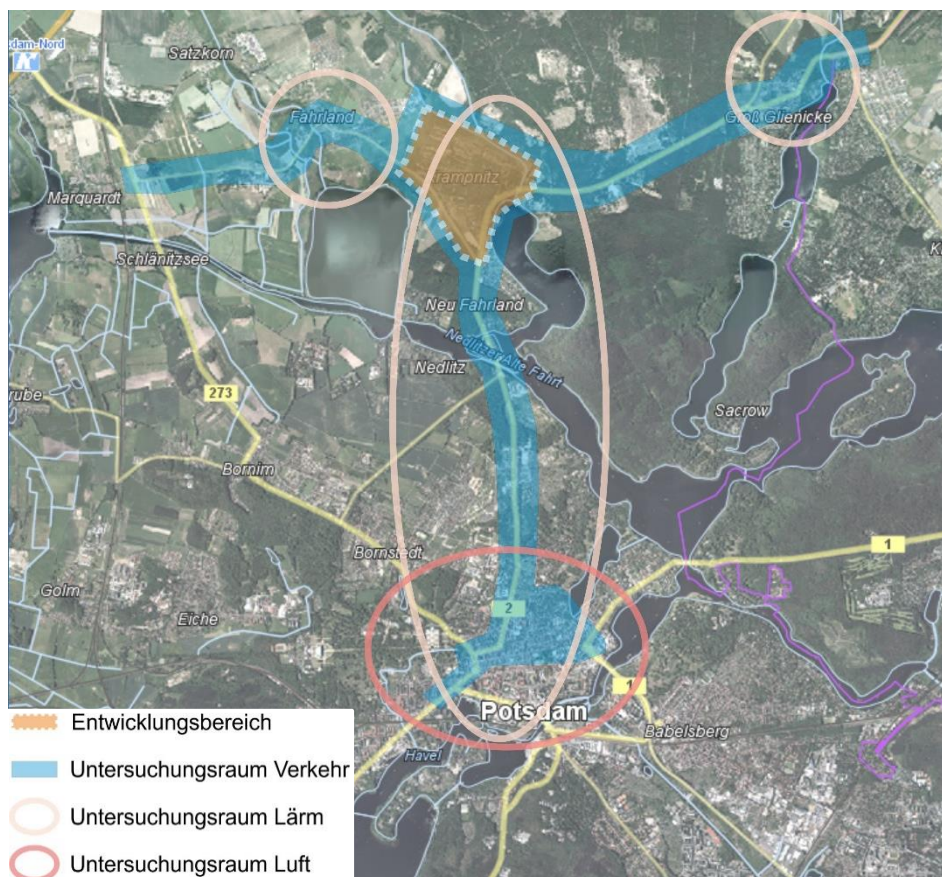 sdam-Nord
Satzkorn
Fahrland
Groß Glienicke
Krampnitz
Marquardt
Schlänitzsee
Neu Fahrland
Nedlitzer Alte Fahrt
Nedlitz
273
Sacrow
Bornim
Bornstedt
1
Golm
Eiche
2
1
Potsdam
Babelsberg
Havel
Entwicklungsbereich
Untersuchungsraum Verkehr
Untersuchungsraum Lärm
Untersuchungsraum Luft